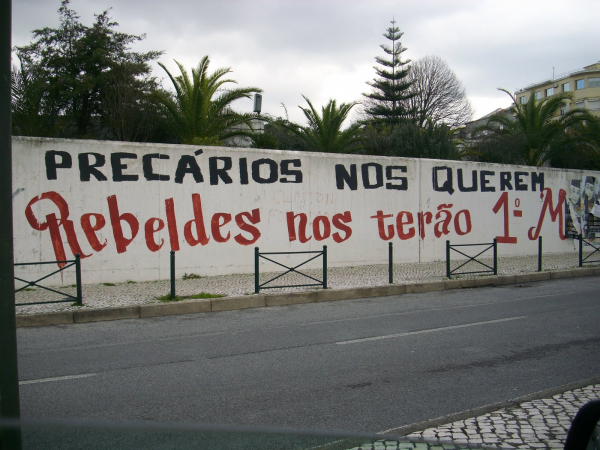 PRECÁRIOS NOS QUEREM
Rebeldes nos terão 1º M